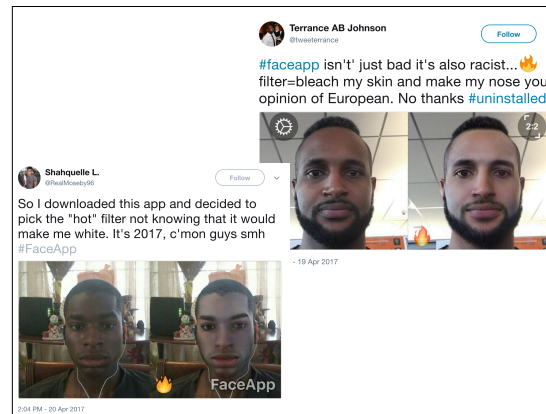 Terrance AB Johnson
@tweeterrance
Follow
#faceapp isn't' just bad it's also racist...🔥
filter=bleach my skin and make my nose you
opinion of European. No thanks #uninstalled
2:2
- 19 Apr 2017
Shahquelle L.
@RealMoseby96
Follow
So I downloaded this app and decided to
pick the "hot" filter not knowing that it would
make me white. It's 2017, c'mon guys smh
#FaceApp
FaceApp
2:04 PM - 20 Apr 2017